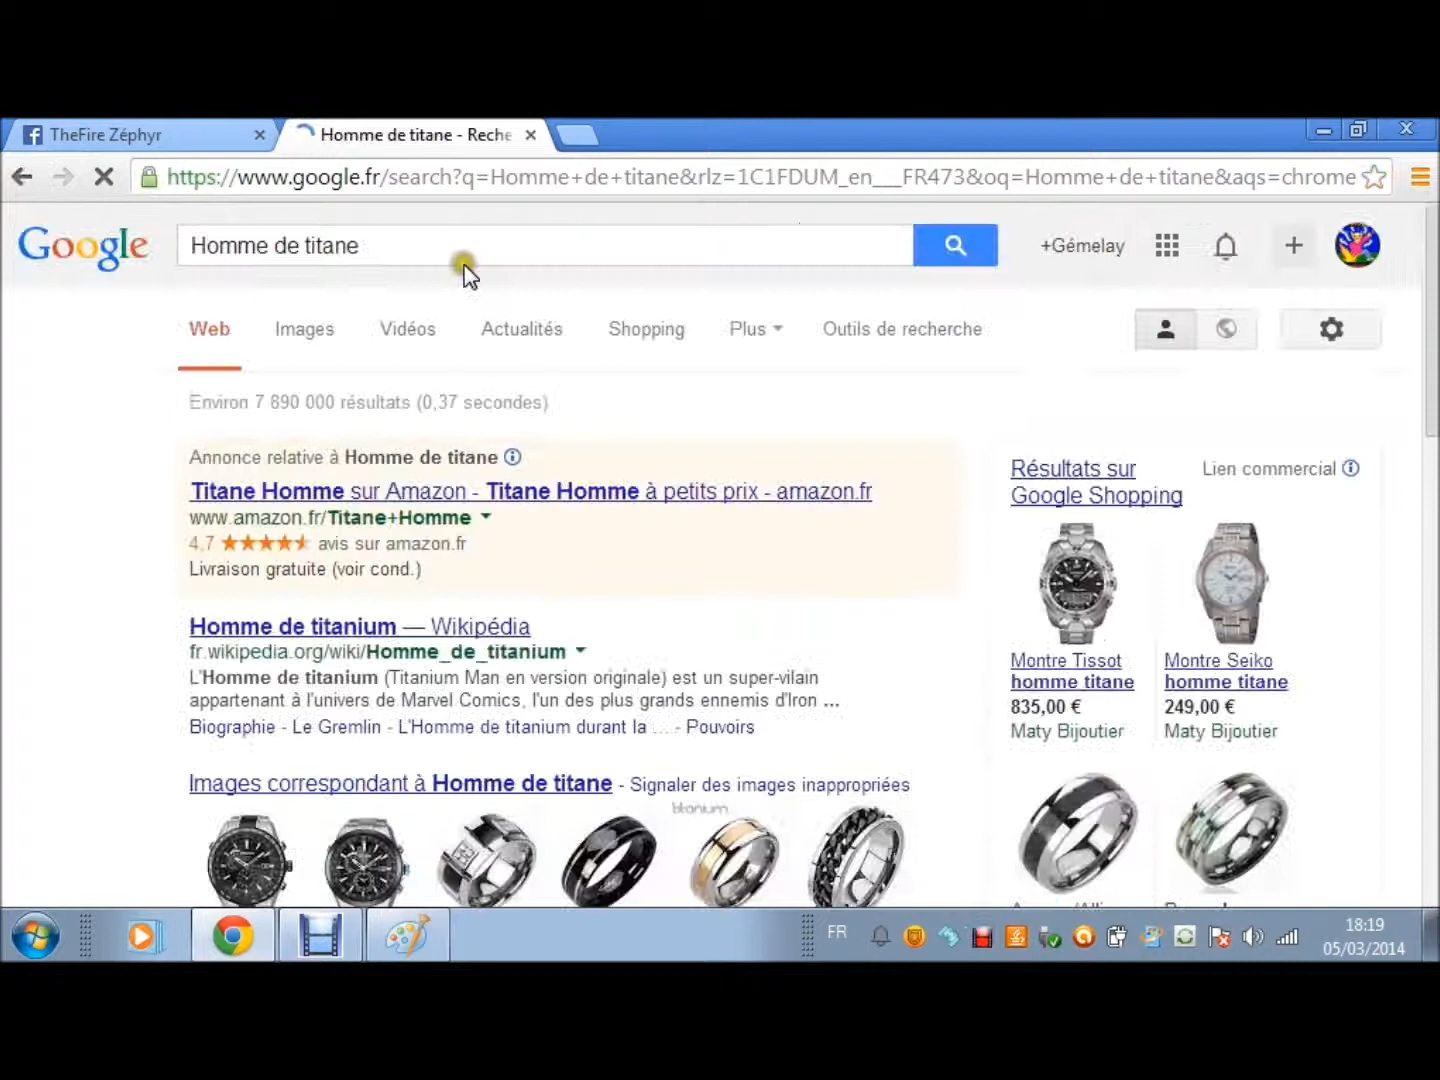 TheFire Zéphyr
Homme de titane - Reche
https://www.google.fr/search?q=Homme+de+titane&rlz=1C1FDUM_en___FR473&oq=Homme+de+titane&aqs=chrome
Google
Homme de titane
+Gémelay
Web Images Vidéos Actualités Shopping Plus Outils de recherche
Environ 7 890 000 résultats (0,37 secondes)
Annonce relative à Homme de titane
Titane Homme sur Amazon - Titane Homme à petits prix - amazon.fr
www.amazon.fr/Titane+Homme
4,7 avis sur amazon.fr
Livraison gratuite (voir cond.)
Homme de titanium — Wikipédia
fr.wikipedia.org/wiki/Homme_de_titanium
L'Homme de titanium (Titanium Man en version originale) est un super-vilain
appartenant à l'univers de Marvel Comics, l'un des plus grands ennemis d'Iron ...
Biographie - Le Gremlin - L'Homme de titanium durant la ... - Pouvoirs
Images correspondant à Homme de titane - Signaler des images inappropriées
titanium
Résultats sur
Google Shopping
Lien commercial
Montre Tissot
homme titane
835,00 €
Maty Bijoutier
Montre Seiko
homme titane
249,00 €
Maty Bijoutier
FR
18:19
05/03/2014